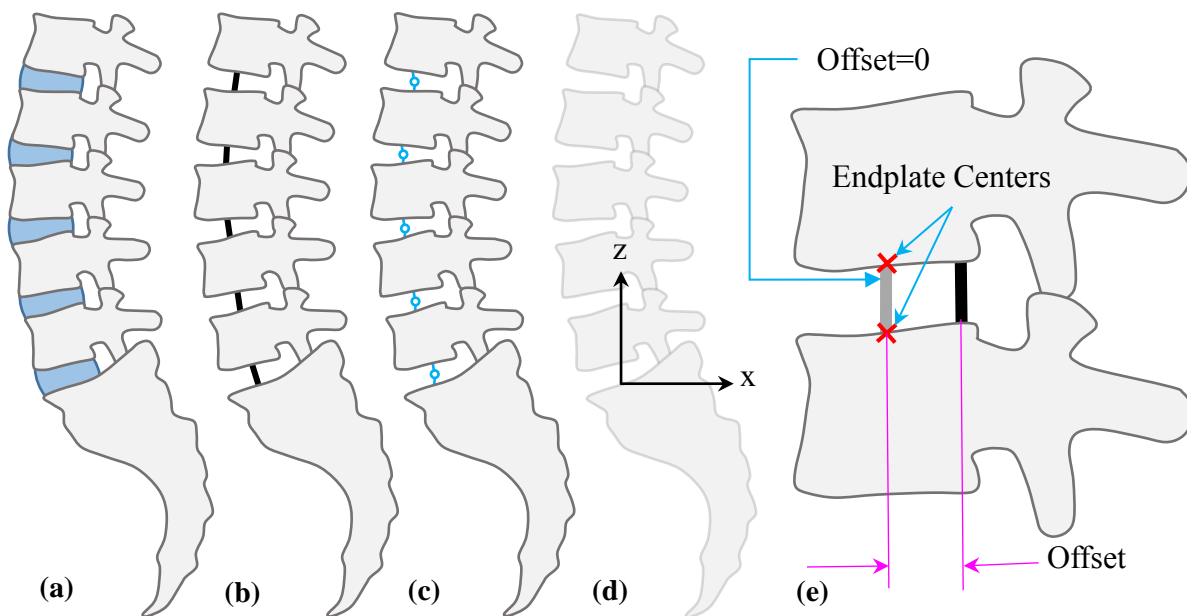 Offset=0
Endplate Centers
z
x
Offset
(a)
(b)
(c)
(d)
(e)